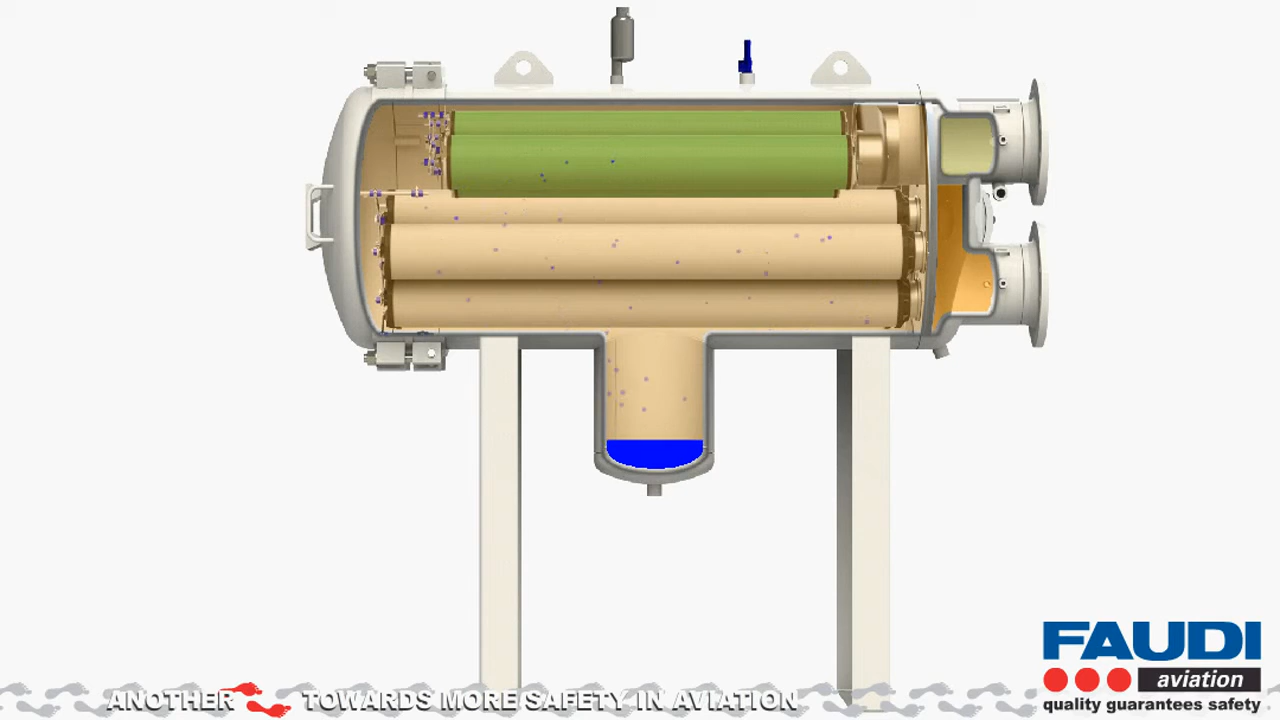 ANOTHER TOWARDS MORE SAFETY IN AVIATION
FAUDI
aviation
quality guarantees safety